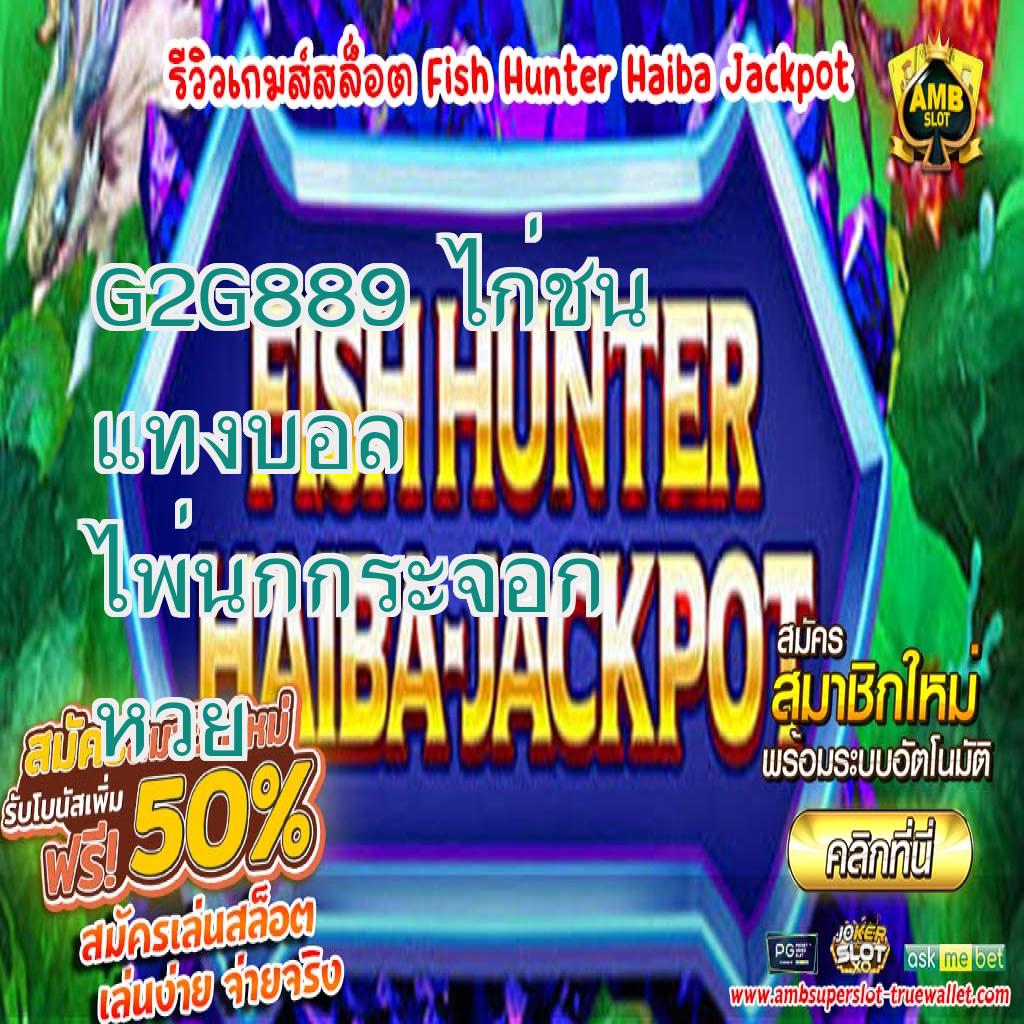 รีวิวเกมส์สล็อต Fish Hunter Haiba Jackpot
AMB
SLOT
G2G889 ไก่ชน
FISH HUNTER
แทงบอล
ไพ่นกกระจอก
HAIBA·JACKPOT
หวย
สมัคร
สมาชิกใหม่
พร้อมระบบอัตโนมัติ
คลิกที่นี่
รับโบนัสเพิ่ม
ฟรี! 50%
สมัครเล่นสล็อต
เล่นง่าย จ่ายจริง
PG
JOKER
SLOT
XO
ask me bet
www.ambsuperslot-truewallet.com